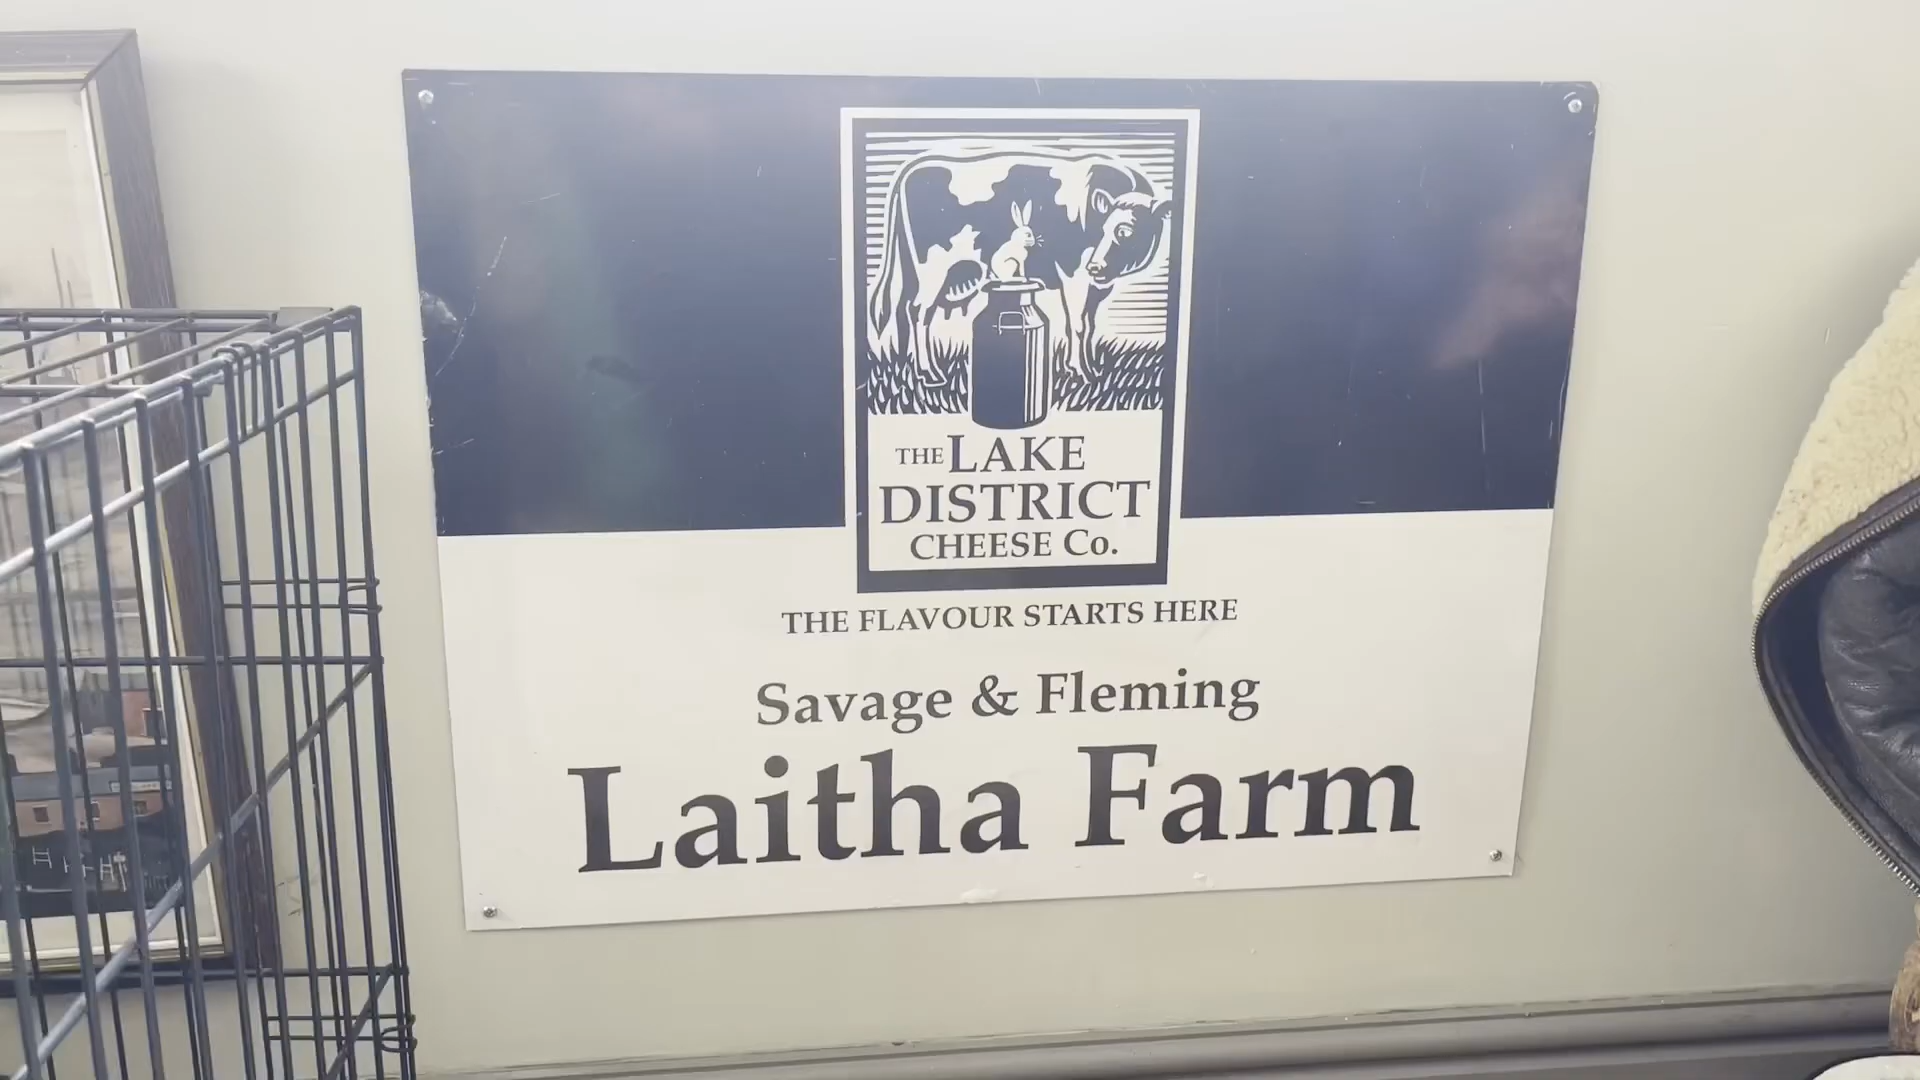 THE LAKE
DISTRICT
CHEESE Co.
THE FLAVOUR STARTS HERE
Savage & Fleming
Laitha Farm